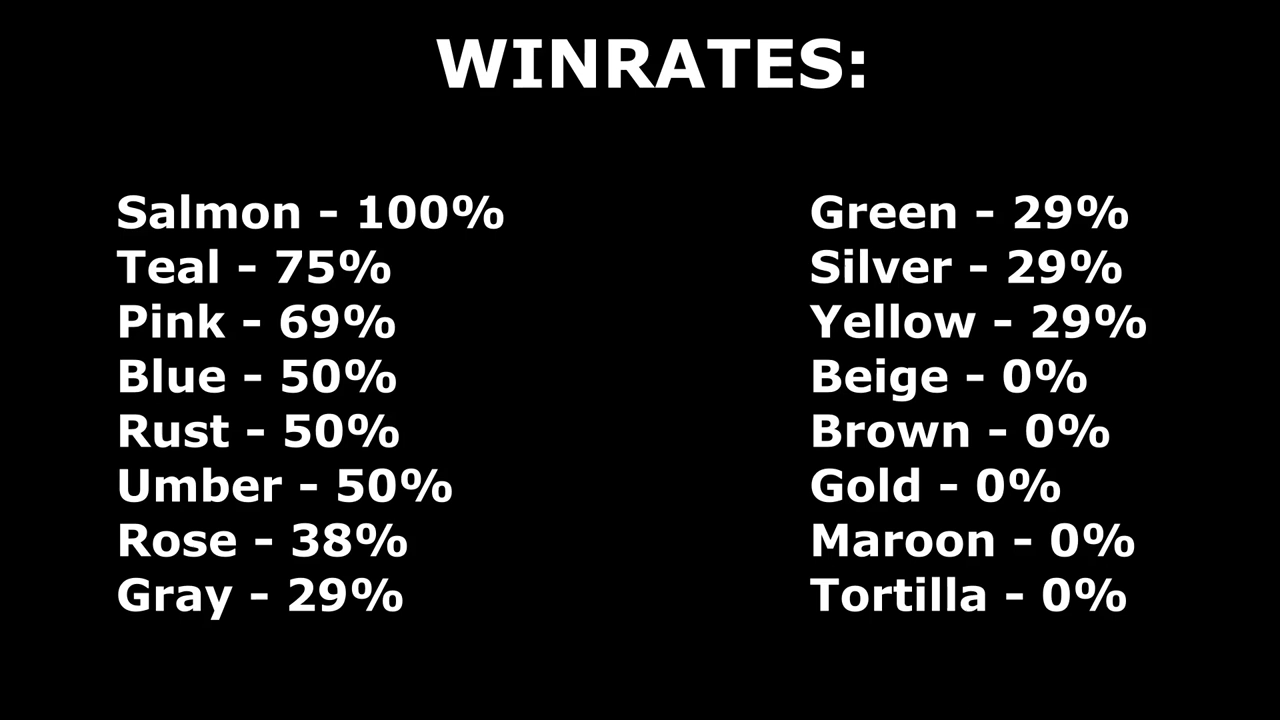 WINRATES:
Salmon - 100%
Teal - 75%
Pink - 69%
Blue - 50%
Rust - 50%
Umber - 50%
Rose - 38%
Gray - 29%
Green - 29%
Silver - 29%
Yellow - 29%
Beige - 0%
Brown - 0%
Gold - 0%
Maroon - 0%
Tortilla - 0%